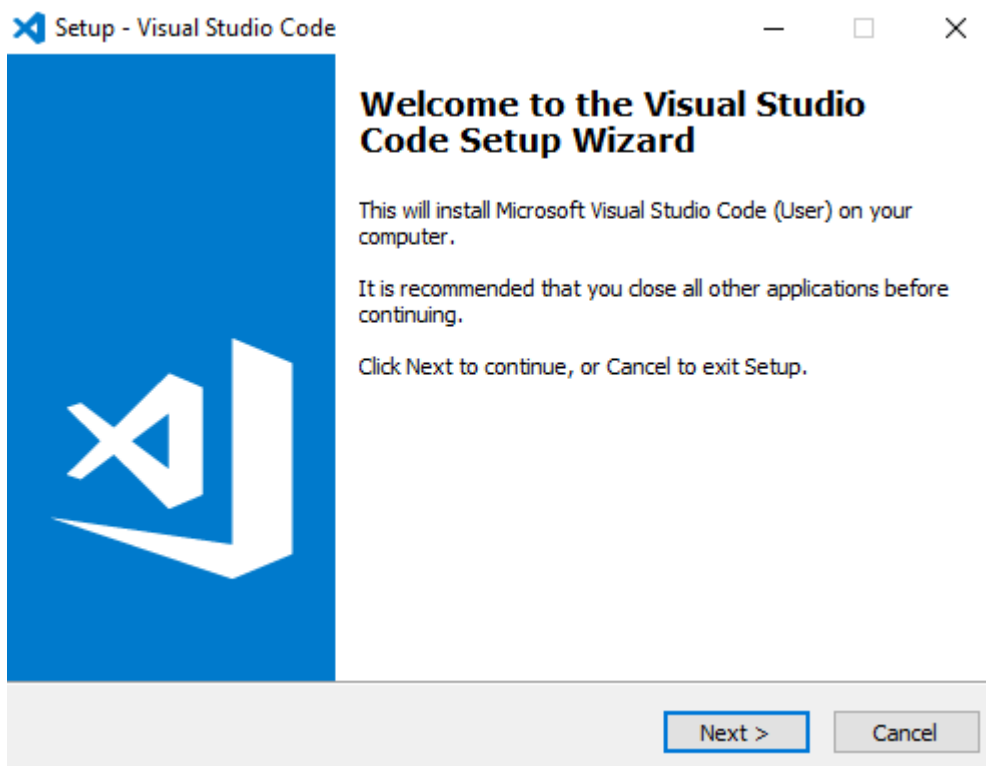 Setup - Visual Studio Code
Welcome to the Visual Studio
Code Setup Wizard
This will install Microsoft Visual Studio Code (User) on your
computer.
It is recommended that you close all other applications before
continuing.
Click Next to continue, or Cancel to exit Setup.
Next >
Cancel